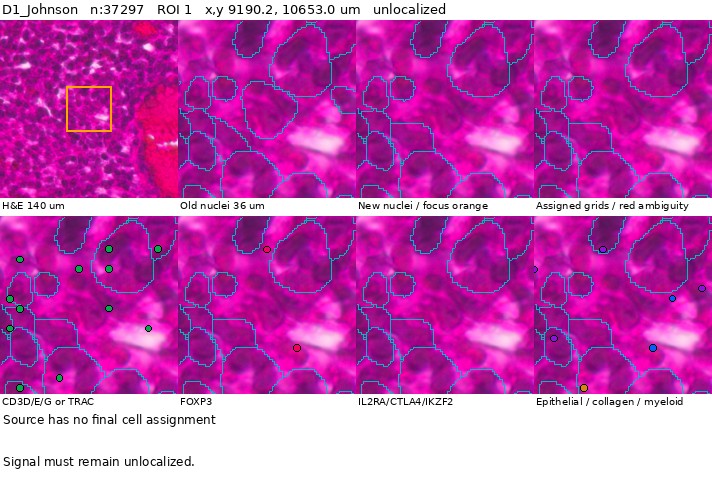 D1_Johnson   n:37297   ROI 1   x,y 9190.2, 10653.0 um   unlocalized
H&E 140 um
Old nuclei 36 um
New nuclei / focus orange
Assigned grids / red ambiguity
CD3D/E/G or TRAC
FOXP3
IL2RA/CTLA4/IKZF2
Epithelial / collagen / myeloid
Source has no final cell assignment
Signal must remain unlocalized.